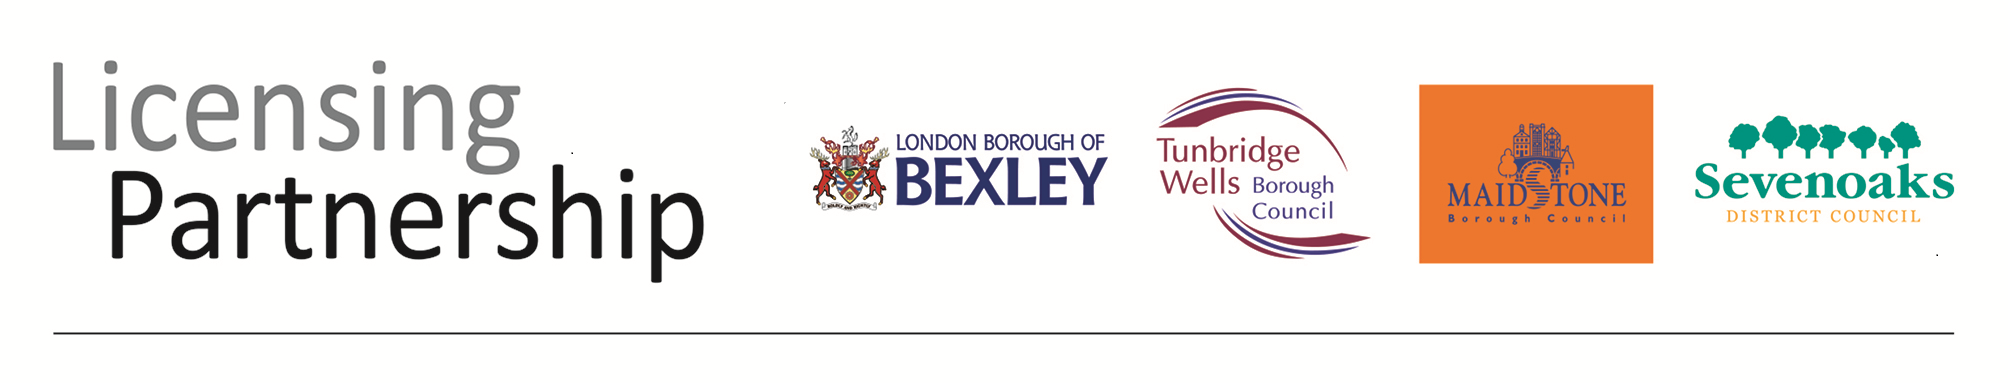 Licensing
Partnership
LONDON BOROUGH OF
BEXLEY
Tunbridge
Wells Borough
Council
MAIDSTONE
Borough Council
Sevenoaks
DISTRICT COUNCIL